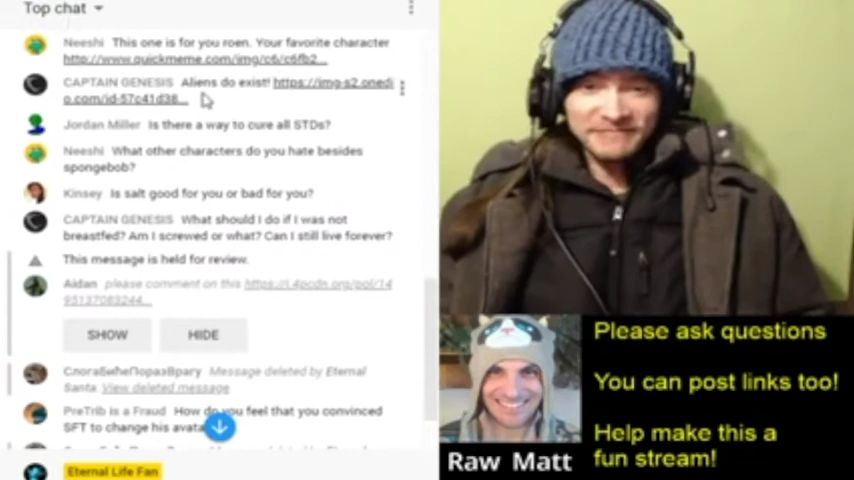 Top chat
Neeshi This one is for you roen. Your favorite character
http://www.quickmeme.com/img/c6/c6fb2...
CAPTAIN GENESIS Aliens do exist! https://img-s2.onedi
o.com/id-57c41d38...
Jordan Miller Is there a way to cure all STDs?
Neeshi What other characters do you hate besides
spongebob?
Kinsey Is salt good for you or bad for you?
CAPTAIN GENESIS What should I do if I was not
breastfed? Am I screwed or what? Can I still live forever?
This message is held for review.
Aidan please comment on this https://i.4pcdn.org/pol/14
95137083244...
SHOW HIDE
СлогаБићеПоразВрагу Message deleted by Eternal
Santa. View deleted message
PreTrib is a Fraud How do you feel that you convinced
SFT to change his avata
Eternal Life Fan
Please ask questions
You can post links too!
Help make this a
fun stream!
Raw Matt